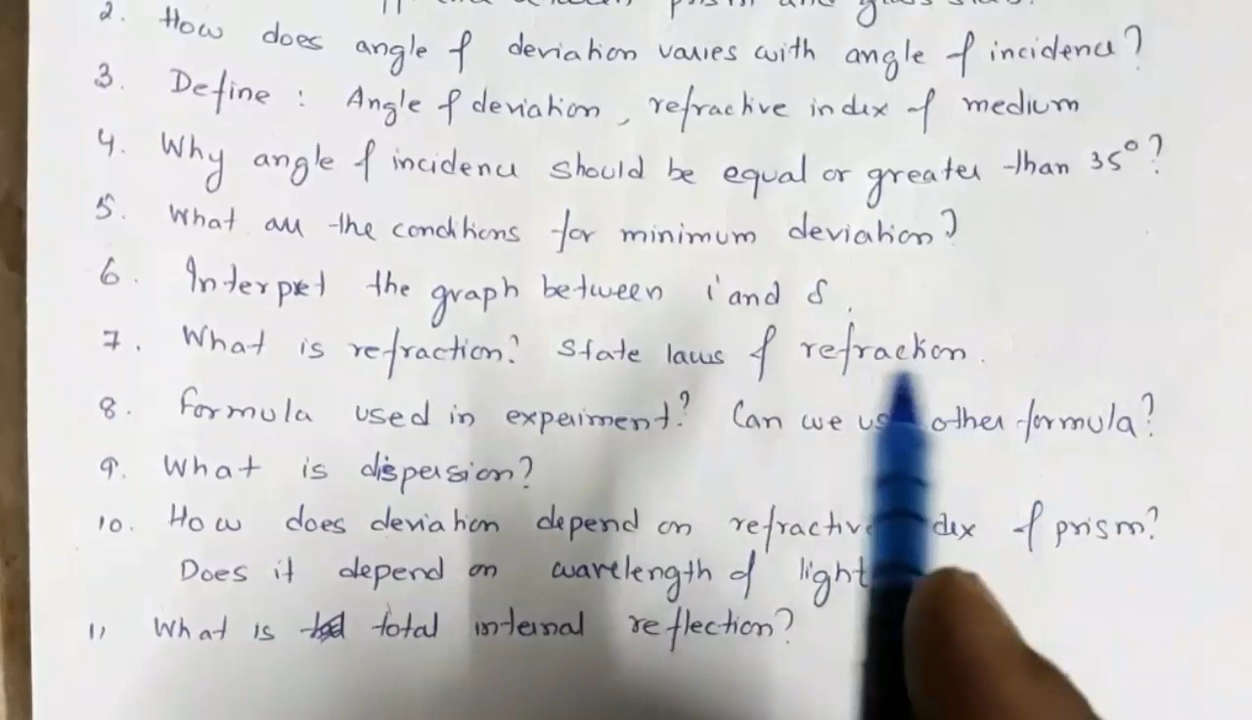 2. How does angle of deviation varies with angle of incidence?
3. Define : Angle of deviation, refractive index of medium
4. Why angle of incidence should be equal or greater than 35°?
5. What are the conditions for minimum deviation?
6. Interpret the graph between i and δ.
7. What is refraction? State laws of refraction.
8. Formula used in experiment? Can we other formula?
9. What is dispersion?
10. How does deviation depend on of prism?
Does it depend on wavelength of light
11 What is total internal reflection?